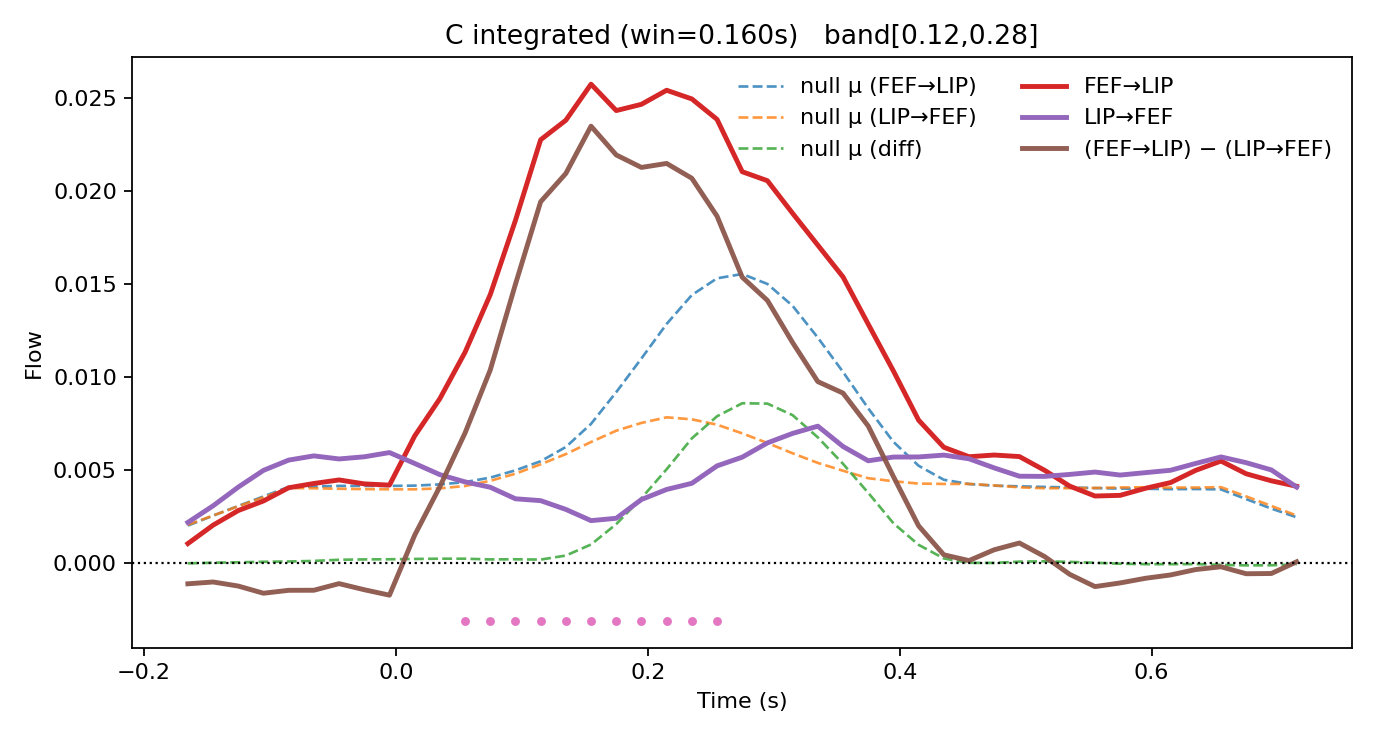 C integrated (win=0.160s)   band[0.12,0.28]
null μ (FEF→LIP)
null μ (LIP→FEF)
null μ (diff)
FEF→LIP
LIP→FEF
(FEF→LIP) − (LIP→FEF)
Flow
0.025
0.020
0.015
0.010
0.005
0.000
−0.2
0.0
0.2
0.4
0.6
Time (s)